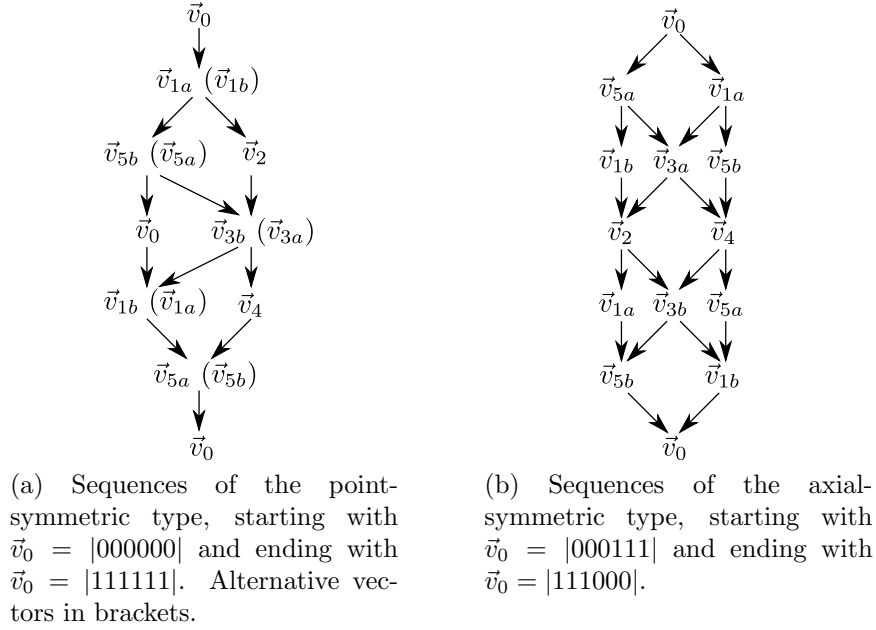 v⃗0
v⃗1a (v⃗1b)
v⃗5b (v⃗5a) v⃗2
v⃗0 v⃗3b (v⃗3a)
v⃗1b (v⃗1a) v⃗4
v⃗5a (v⃗5b)
v⃗0
(a) Sequences of the point-
symmetric type, starting with
v⃗0 = |000000| and ending with
v⃗0 = |111111|. Alternative vec-
tors in brackets.
v⃗0
v⃗5a v⃗1a
v⃗1b v⃗3a v⃗5b
v⃗2 v⃗4
v⃗1a v⃗3b v⃗5a
v⃗5b v⃗1b
v⃗0
(b) Sequences of the axial-
symmetric type, starting with
v⃗0 = |000111| and ending with
v⃗0 = |111000|.